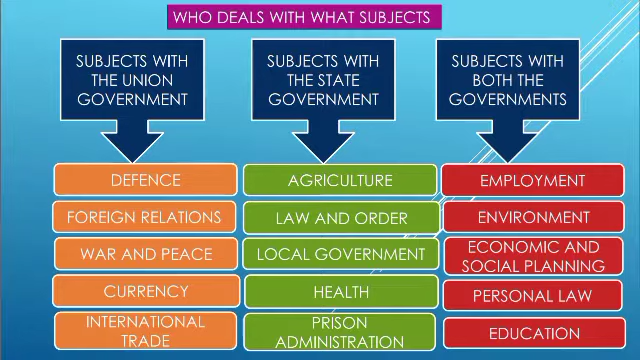 WHO DEALS WITH WHAT SUBJECTS
SUBJECTS WITH
THE UNION
GOVERNMENT
DEFENCE
FOREIGN RELATIONS
WAR AND PEACE
CURRENCY
INTERNATIONAL
TRADE
SUBJECTS WITH
THE STATE
GOVERNMENT
AGRICULTURE
LAW AND ORDER
LOCAL GOVERNMENT
HEALTH
PRISON
ADMINISTRATION
SUBJECTS WITH
BOTH THE
GOVERNMENTS
EMPLOYMENT
ENVIRONMENT
ECONOMIC AND
SOCIAL PLANNING
PERSONAL LAW
EDUCATION